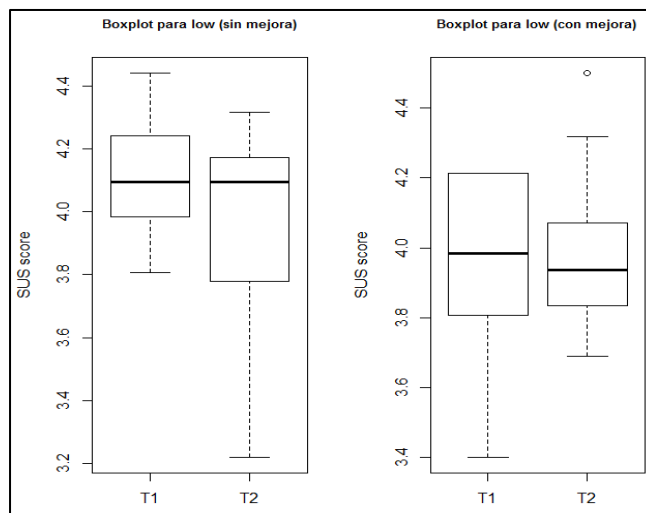 Boxplot para low (sin mejora)
SUS score
4.4
4.2
4.0
3.8
3.6
3.4
3.2
T1 T2
Boxplot para low (con mejora)
SUS score
4.4
4.2
4.0
3.8
3.6
3.4
T1 T2